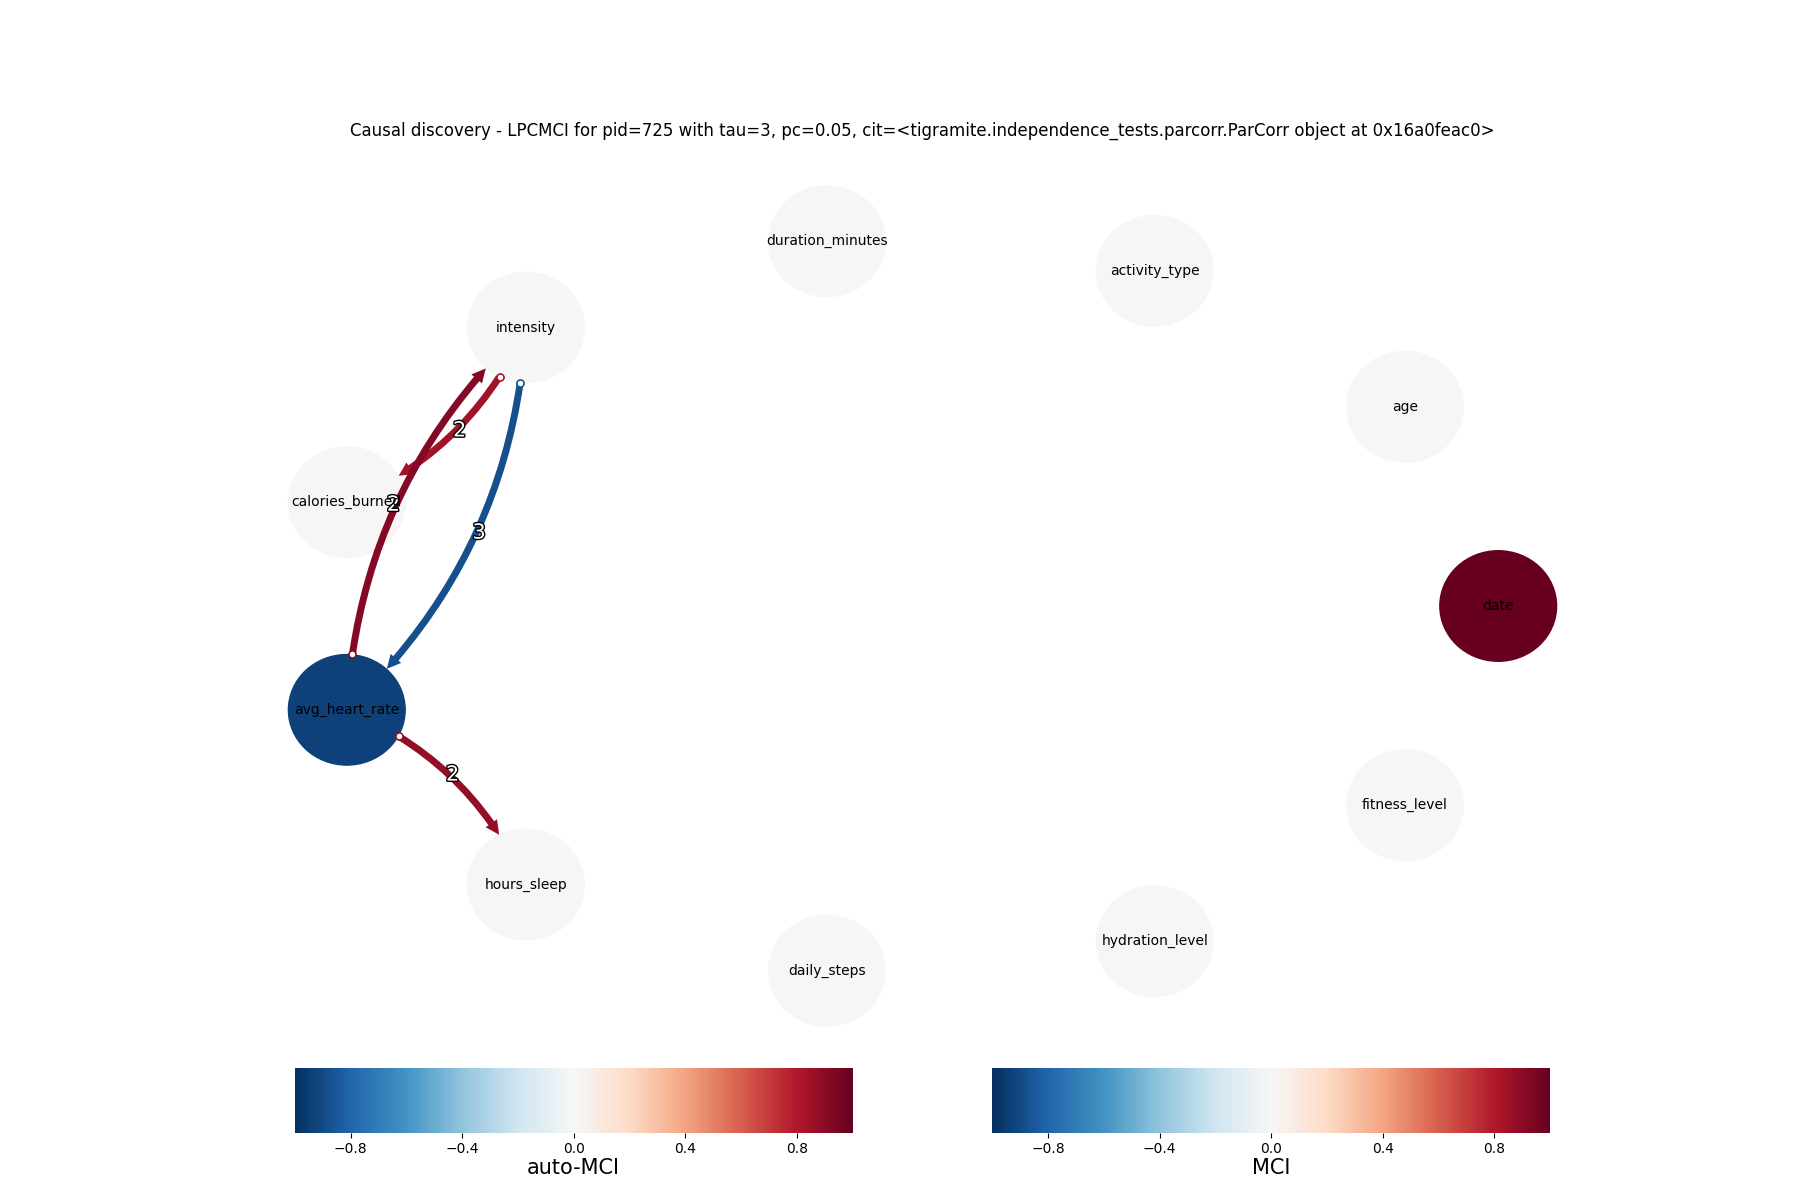 Causal discovery - LPCMCI for pid=725 with tau=3, pc=0.05, cit=<tigramite.independence_tests.parcorr.ParCorr object at 0x16a0feac0>
duration_minutes
activity_type
intensity
age
2
calories_burned
2
3
date
avg_heart_rate
2
fitness_level
hours_sleep
hydration_level
daily_steps
−0.8 −0.4 0.0 0.4 0.8
auto-MCI
−0.8 −0.4 0.0 0.4 0.8
MCI